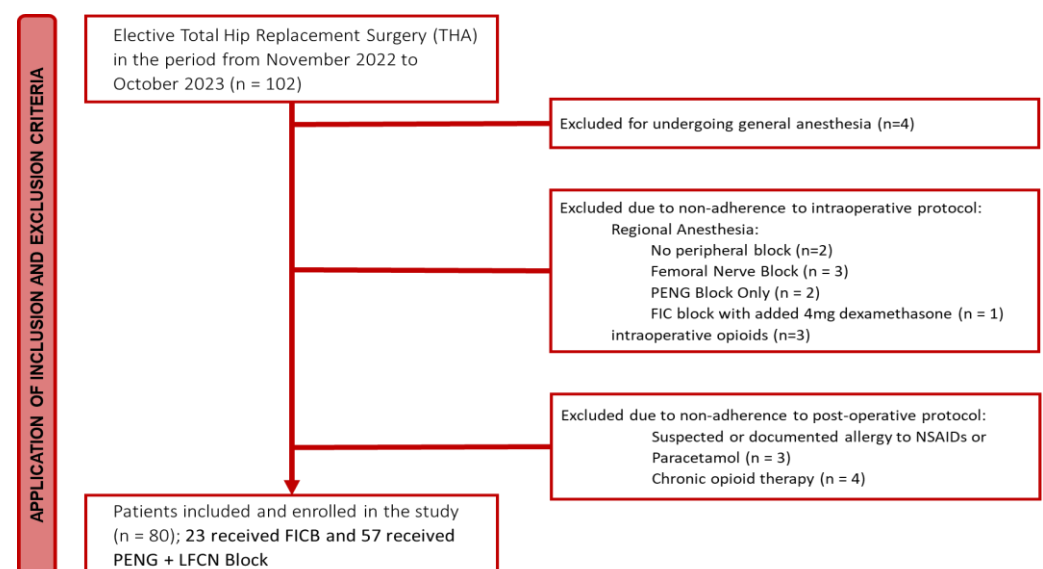 APPLICATION OF INCLUSION AND EXCLUSION CRITERIA
Elective Total Hip Replacement Surgery (THA)
in the period from November 2022 to
October 2023 (n = 102)
Excluded for undergoing general anesthesia (n=4)
Excluded due to non-adherence to intraoperative protocol:
Regional Anesthesia:
No peripheral block (n=2)
Femoral Nerve Block (n = 3)
PENG Block Only (n = 2)
FIC block with added 4mg dexamethasone (n = 1)
intraoperative opioids (n=3)
Excluded due to non-adherence to post-operative protocol:
Suspected or documented allergy to NSAIDs or
Paracetamol (n = 3)
Chronic opioid therapy (n = 4)
Patients included and enrolled in the study
(n = 80); 23 received FICB and 57 received
PENG + LFCN Block